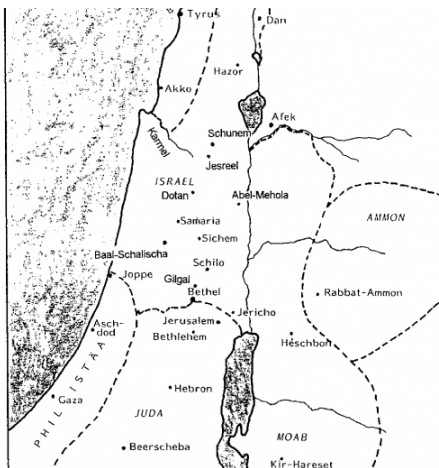 Tyrus
Dan
Hazor
Akko
Afek
Karmel
Schunem
Jesreel
ISRAEL
Dotan
Abel-Mehola
Samaria
AMMON
Sichem
Baal-Schalischa
Schilo
Joppe
Gilgal
Bethel
Rabbat-Ammon
Jericho
Asch-
dod
Jerusalem
Bethlehem
Heschbon
PHILISTÄA
Gaza
Hebron
JUDA
MOAB
Beerscheba
Kir-Hareset